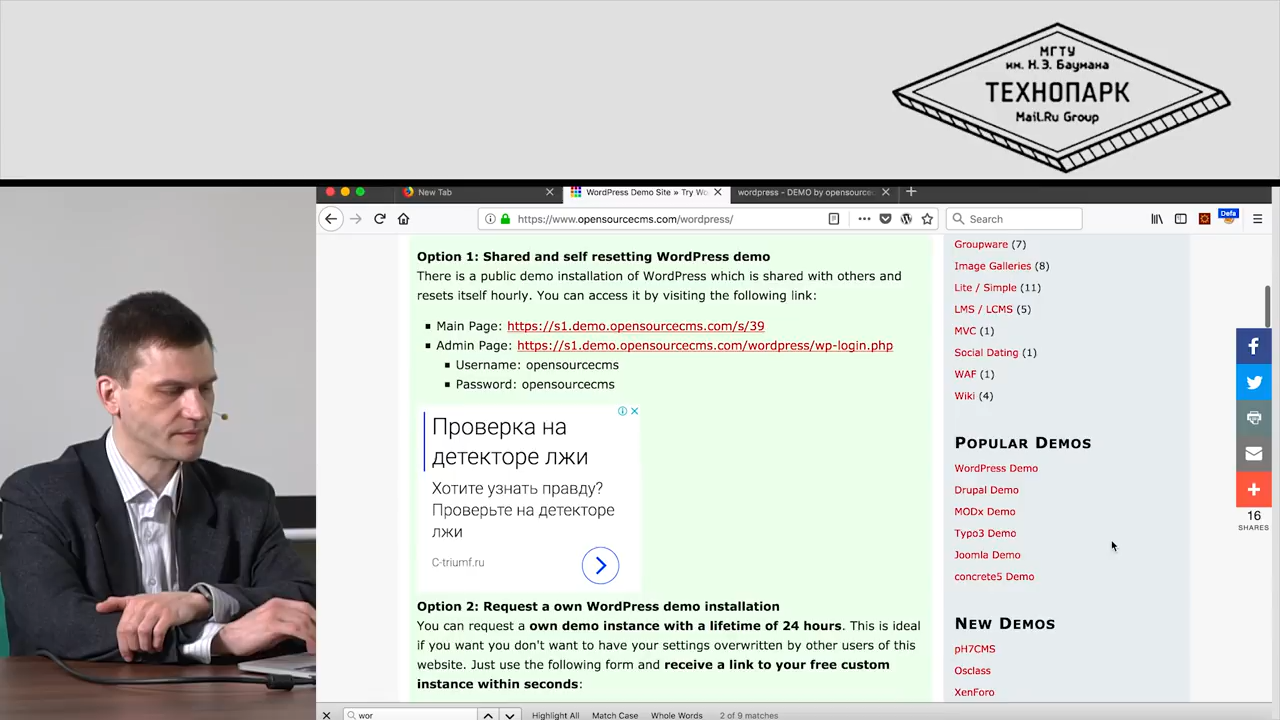 МГТУ
им. Н.Э. Баумана
ТЕХНОПАРК
Mail.Ru Group
New Tab
WordPress Demo Site » Try Wo
wordpress - DEMO by opensource
https://www.opensourcecms.com/wordpress/
Search
Defa
Option 1: Shared and self resetting WordPress demo
There is a public demo installation of WordPress which is shared with others and
resets itself hourly. You can access it by visiting the following link:
Main Page: https://s1.demo.opensourcecms.com/s/39
Admin Page: https://s1.demo.opensourcecms.com/wordpress/wp-login.php
Username: opensourcecms
Password: opensourcecms
Проверка на
детекторе лжи
Хотите узнать правду?
Проверьте на детекторе
лжи
C-triumf.ru
Option 2: Request a own WordPress demo installation
You can request a own demo instance with a lifetime of 24 hours. This is ideal
if you want you don't want to have your settings overwritten by other users of this
website. Just use the following form and receive a link to your free custom
instance within seconds:
Groupware (7)
Image Galleries (8)
Lite / Simple (11)
LMS / LCMS (5)
MVC (1)
Social Dating (1)
WAF (1)
Wiki (4)
POPULAR DEMOS
WordPress Demo
Drupal Demo
MODx Demo
Typo3 Demo
Joomla Demo
concrete5 Demo
NEW DEMOS
pH7CMS
Osclass
XenForo
16
SHARES
wor
Highlight All
Match Case
Whole Words
2 of 9 matches